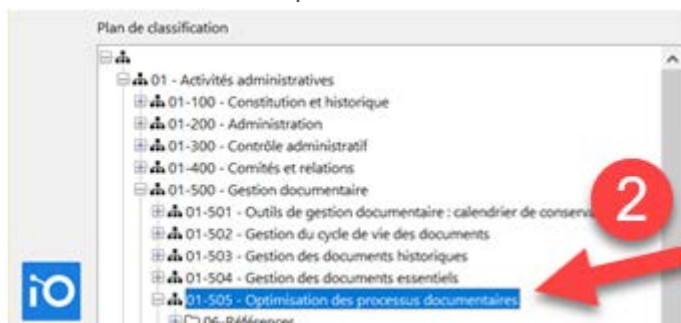 Plan de classification
01 - Activités administratives
01-100 - Constitution et historique
01-200 - Administration
01-300 - Contrôle administratif
01-400 - Comités et relations
01-500 - Gestion documentaire
01-501 - Outils de gestion documentaire : calendrier de
2
01-502 - Gestion du cycle de vie des documents
01-503 - Gestion des documents historiques
01-504 - Gestion des documents essentiels
iO
01-505 - Optimisation des processus documentaires
06-Références